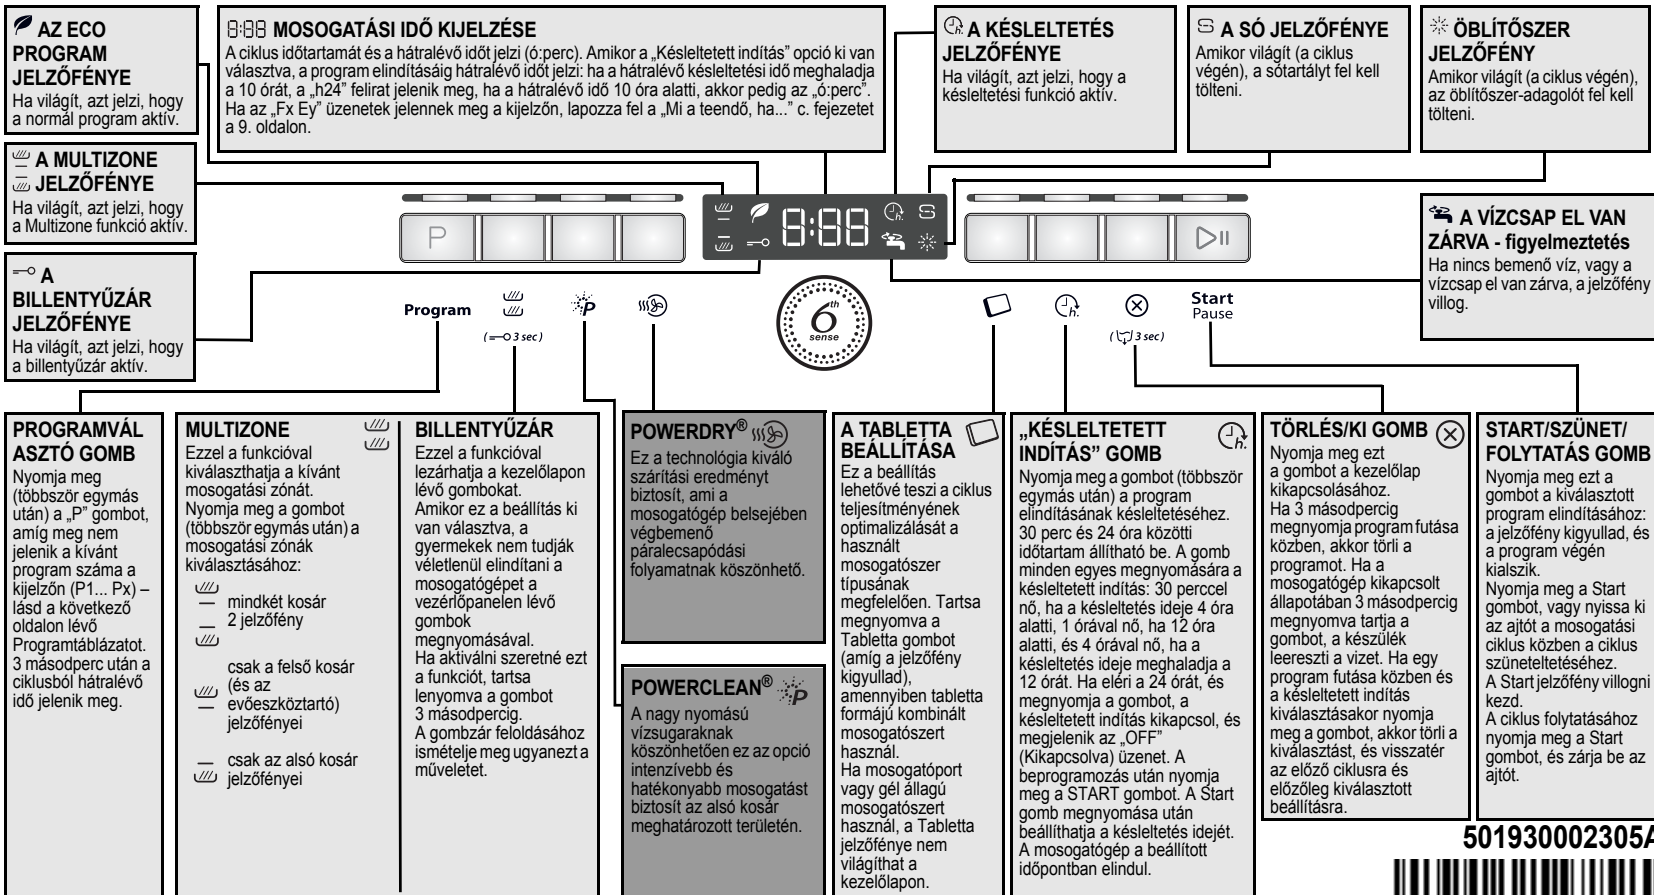 AZ ECO
PROGRAM
JELZŐFÉNYE
Ha világít, azt jelzi, hogy
a normál program aktív.
8:88 MOSOGATÁSI IDŐ KIJELZÉSE
A ciklus időtartamát és a hátralévő időt jelzi (ó:perc). Amikor a „Késleltetett indítás” opció ki van
választva, a program elindításáig hátralévő időt jelzi: ha a hátralévő késleltetési idő meghaladja
a 10 órát, a „h24” felirat jelenik meg, ha a hátralévő idő 10 óra alatti, akkor pedig az „ó:perc”.
Ha az „Fx Ey” üzenetek jelennek meg a kijelzőn, lapozza fel a „Mi a teendő, ha...” c. fejezetet
a 9. oldalon.
h. A KÉSLELTETÉS
JELZŐFÉNYE
Ha világít, azt jelzi, hogy a
késleltetési funkció aktív.
A SÓ JELZŐFÉNYE
Amikor világít (a ciklus
végén), a sótartályt fel kell
tölteni.
ÖBLÍTŐSZER
JELZŐFÉNY
Amikor világít (a ciklus végén),
az öblítőszer-adagolót fel kell
tölteni.
A MULTIZONE
JELZŐFÉNYE
Ha világít, azt jelzi, hogy
a Multizone funkció aktív.
A
BILLENTYŰZÁR
JELZŐFÉNYE
Ha világít, azt jelzi, hogy
a billentyűzár aktív.
A VÍZCSAP EL VAN
ZÁRVA - figyelmeztetés
Ha nincs bemenő víz, vagy a
vízcsap el van zárva, a jelzőfény
villog.
P
8:88
h.
Program
( 3 sec )
P
6th
sense
h.
( 3 sec )
Start
Pause
PROGRAMVÁL
ASZTÓ GOMB
Nyomja meg
(többször egymás
után) a „P” gombot,
amíg meg nem
jelenik a kívánt
program száma a
kijelzőn (P1... Px) –
lásd a következő
oldalon lévő
Programtáblázatot.
3 másodperc után a
ciklusból hátralévő
idő jelenik meg.
MULTIZONE
Ezzel a funkcióval
kiválaszthatja a kívánt
mosogatási zónát.
Nyomja meg a gombot
(többször egymás után) a
mosogatási zónák
kiválasztásához:
mindkét kosár
2 jelzőfény
csak a felső kosár
(és az
evőeszköztartó)
jelzőfényei
csak az alsó kosár
jelzőfényei
BILLENTYŰZÁR
Ezzel a funkcióval
lezárhatja a kezelőlapon
lévő gombokat.
Amikor ez a beállítás ki
van választva, a
gyermekek nem tudják
véletlenül elindítani a
mosogatógépet a
vezérlőpanelen lévő
gombok
megnyomásával.
Ha aktiválni szeretné ezt
a funkciót, tartsa
lenyomva a gombot
3 másodpercig.
A gombzár feloldásához
ismételje meg ugyanezt a
műveletet.
POWERDRY®
Ez a technológia kiváló
szárítási eredményt
biztosít, ami a
mosogatógép belsejében
végbemenő
páralecsapódási
folyamatnak köszönhető.
POWERCLEAN® P
A nagy nyomású
vízsugaraknak
köszönhetően ez az opció
intenzívebb és
hatékonyabb mosogatást
biztosít az alsó kosár
meghatározott területén.
A TABLETTA
BEÁLLÍTÁSA
Ez a beállítás
lehetővé teszi a ciklus
teljesítményének
optimalizálását a
használt
mosogatószer
típusának
megfelelően. Tartsa
megnyomva a
Tabletta gombot
(amíg a jelzőfény
kigyullad),
amennyiben tabletta
formájú kombinált
mosogatószert
használ.
Ha mosogatóport
vagy gél állagú
mosogatószert
használ, a Tabletta
jelzőfénye nem
világíthat a
kezelőlapon.
„KÉSLELTETETT
INDÍTÁS” GOMB h.
Nyomja meg a gombot (többször
egymás után) a program
elindításának késleltetéséhez.
30 perc és 24 óra közötti
időtartam állítható be. A gomb
minden egyes megnyomására a
késleltetett indítás: 30 perccel
nő, ha a késleltetés ideje 4 óra
alatti, 1 órával nő, ha 12 óra
alatti, és 4 órával nő, ha a
késleltetés ideje meghaladja a
12 órát. Ha eléri a 24 órát, és
megnyomja a gombot, a
késleltetett indítás kikapcsol, és
megjelenik az „OFF”
(Kikapcsolva) üzenet. A
beprogramozás után nyomja
meg a START gombot. A Start
gomb megnyomása után
beállíthatja a késleltetés idejét.
A mosogatógép a beállított
időpontban elindul.
TÖRLÉS/KI GOMB
Nyomja meg ezt
a gombot a kezelőlap
kikapcsolásához.
Ha 3 másodpercig
megnyomja program futása
közben, akkor törli a
programot. Ha a
mosogatógép kikapcsolt
állapotában 3 másodpercig
megnyomva tartja a
gombot, a készülék
leereszti a vizet. Ha egy
program futása közben és
a késleltetett indítás
kiválasztásakor nyomja
meg a gombot, akkor törli a
kiválasztást, és visszatér
az előző ciklusra és
előzőleg kiválasztott
beállításra.
START/SZÜNET/
FOLYTATÁS GOMB
Nyomja meg ezt a
gombot a kiválasztott
program elindításához:
a jelzőfény kigyullad, és
a program végén
kialszik.
Nyomja meg a Start
gombot, vagy nyissa ki
az ajtót a mosogatási
ciklus közben a ciklus
szüneteltetéséhez.
A Start jelzőfény villogni
kezd.
A ciklus folytatásához
nyomja meg a Start
gombot, és zárja be az
ajtót.
501930002305A